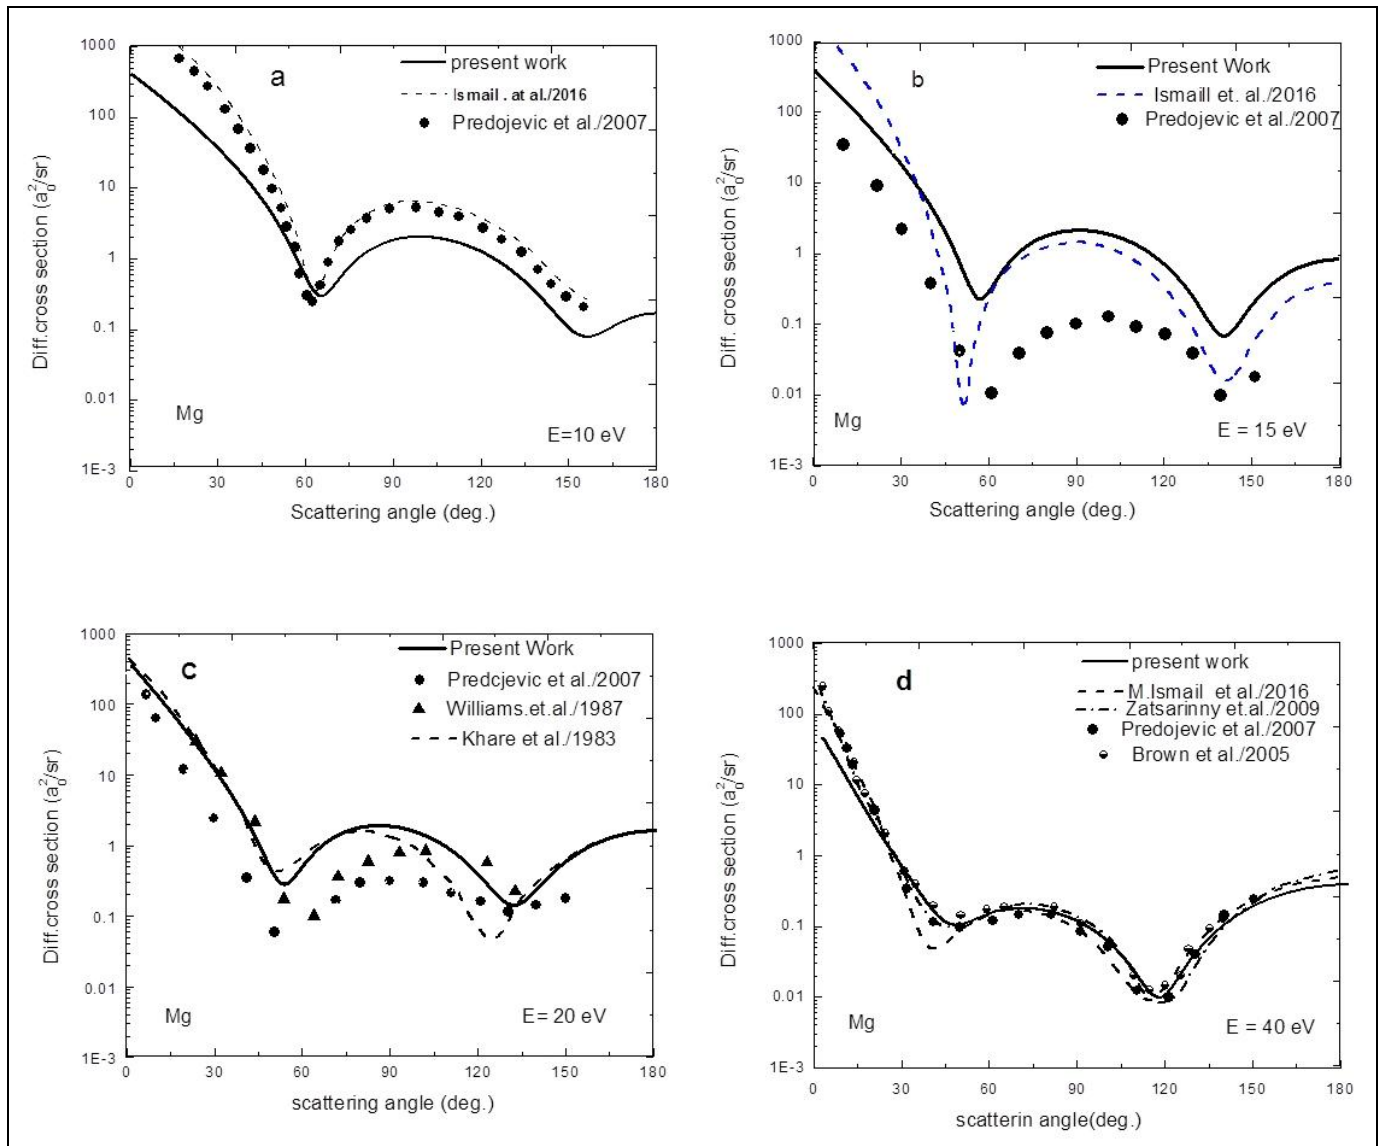 a
present work
Ismail . at al./2016
Predojevic et al./2007
Diff. cross section (a₀²/sr)
1000
100
10
1
0.1
0.01
1E-3
Mg
E=10 eV
0 30 60 90 120 150 180
Scattering angle (deg.)
b
Present Work
Ismaill et. al./2016
Predojevic et al./2007
Diff. cross section (a₀²/sr)
1000
100
10
1
0.1
0.01
1E-3
Mg
E = 15 eV
0 30 60 90 120 150 180
Scattering angle (deg.)
c
Present Work
Predcjevic et al./2007
Williams.et.al./1987
Khare et al./1983
Diff.cross section (a₀²/sr)
1000
100
10
1
0.1
0.01
1E-3
Mg
E= 20 eV
0 30 60 90 120 150 180
scattering angle (deg.)
d
present work
M.Ismail et al./2016
Zatsarinny et.al./2009
Predojevic et al./2007
Brown et al./2005
Diff.cross section (a₀²/sr)
1000
100
10
1
0.1
0.01
1E-3
Mg
E = 40 eV
0 30 60 90 120 150 180
scatterin angle(deg.)